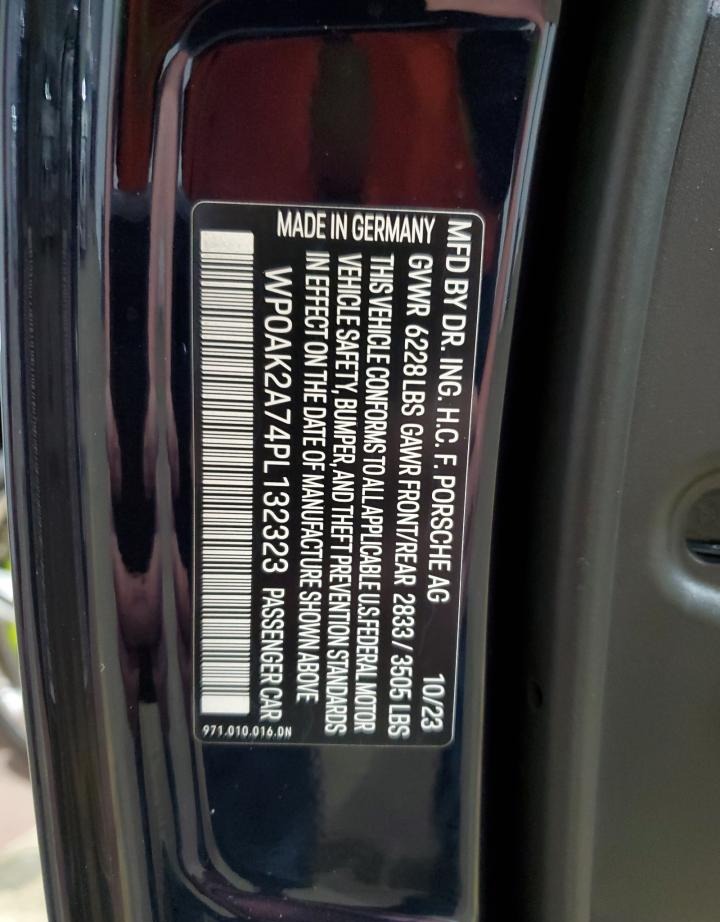 MFD BY DR. ING. H.C. F. PORSCHE AG 10/23
GVWR 6228 LBS GAWR FRONT/REAR 2833 / 3505 LBS
THIS VEHICLE CONFORMS TO ALL APPLICABLE U.S. FEDERAL MOTOR
VEHICLE SAFETY, BUMPER, AND THEFT PREVENTION STANDARDS
IN EFFECT ON THE DATE OF MANUFACTURE SHOWN ABOVE
MADE IN GERMANY
WP0AK2A74PL132323 PASSENGER CAR
971.010.016.DN